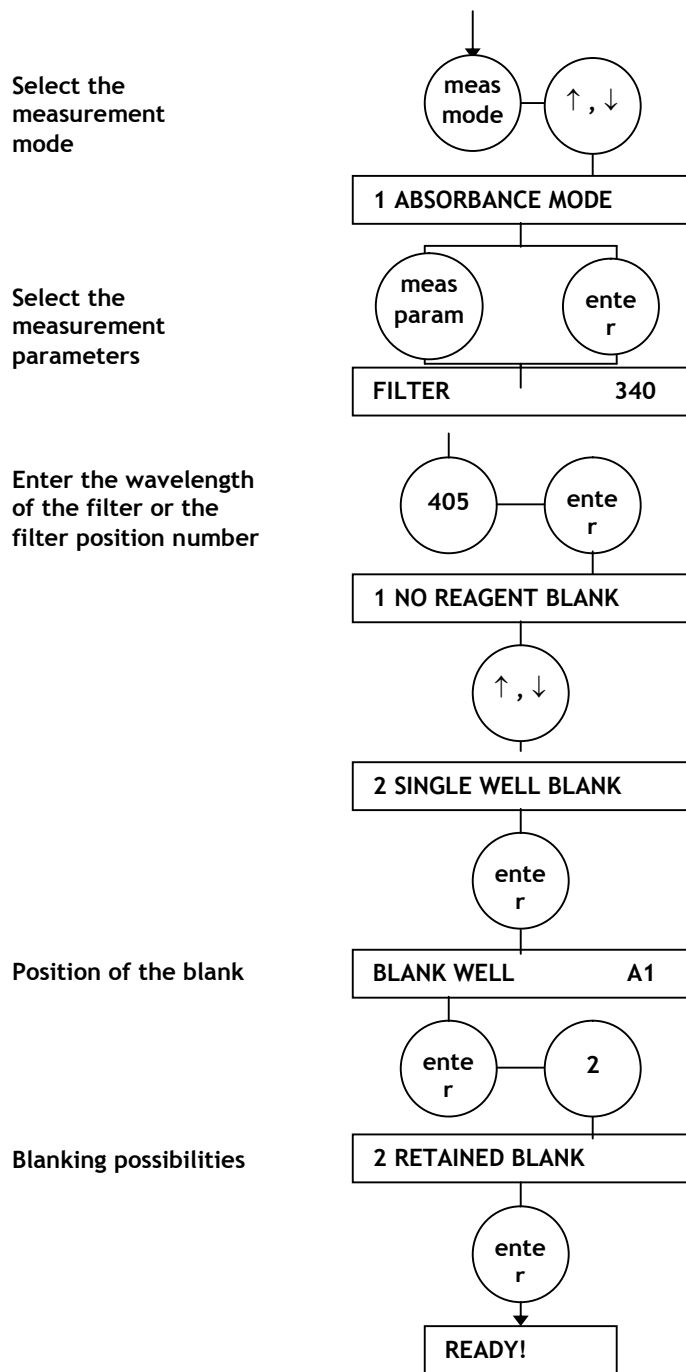 Select the
measurement
mode
meas
mode
↑ , ↓
1 ABSORBANCE MODE
Select the
measurement
parameters
meas
param
ente
r
FILTER 340
Enter the wavelength
of the filter or the
filter position number
405
ente
r
1 NO REAGENT BLANK
↑ , ↓
2 SINGLE WELL BLANK
ente
r
Position of the blank
BLANK WELL A1
ente
r
2
Blanking possibilities
2 RETAINED BLANK
ente
r
READY!